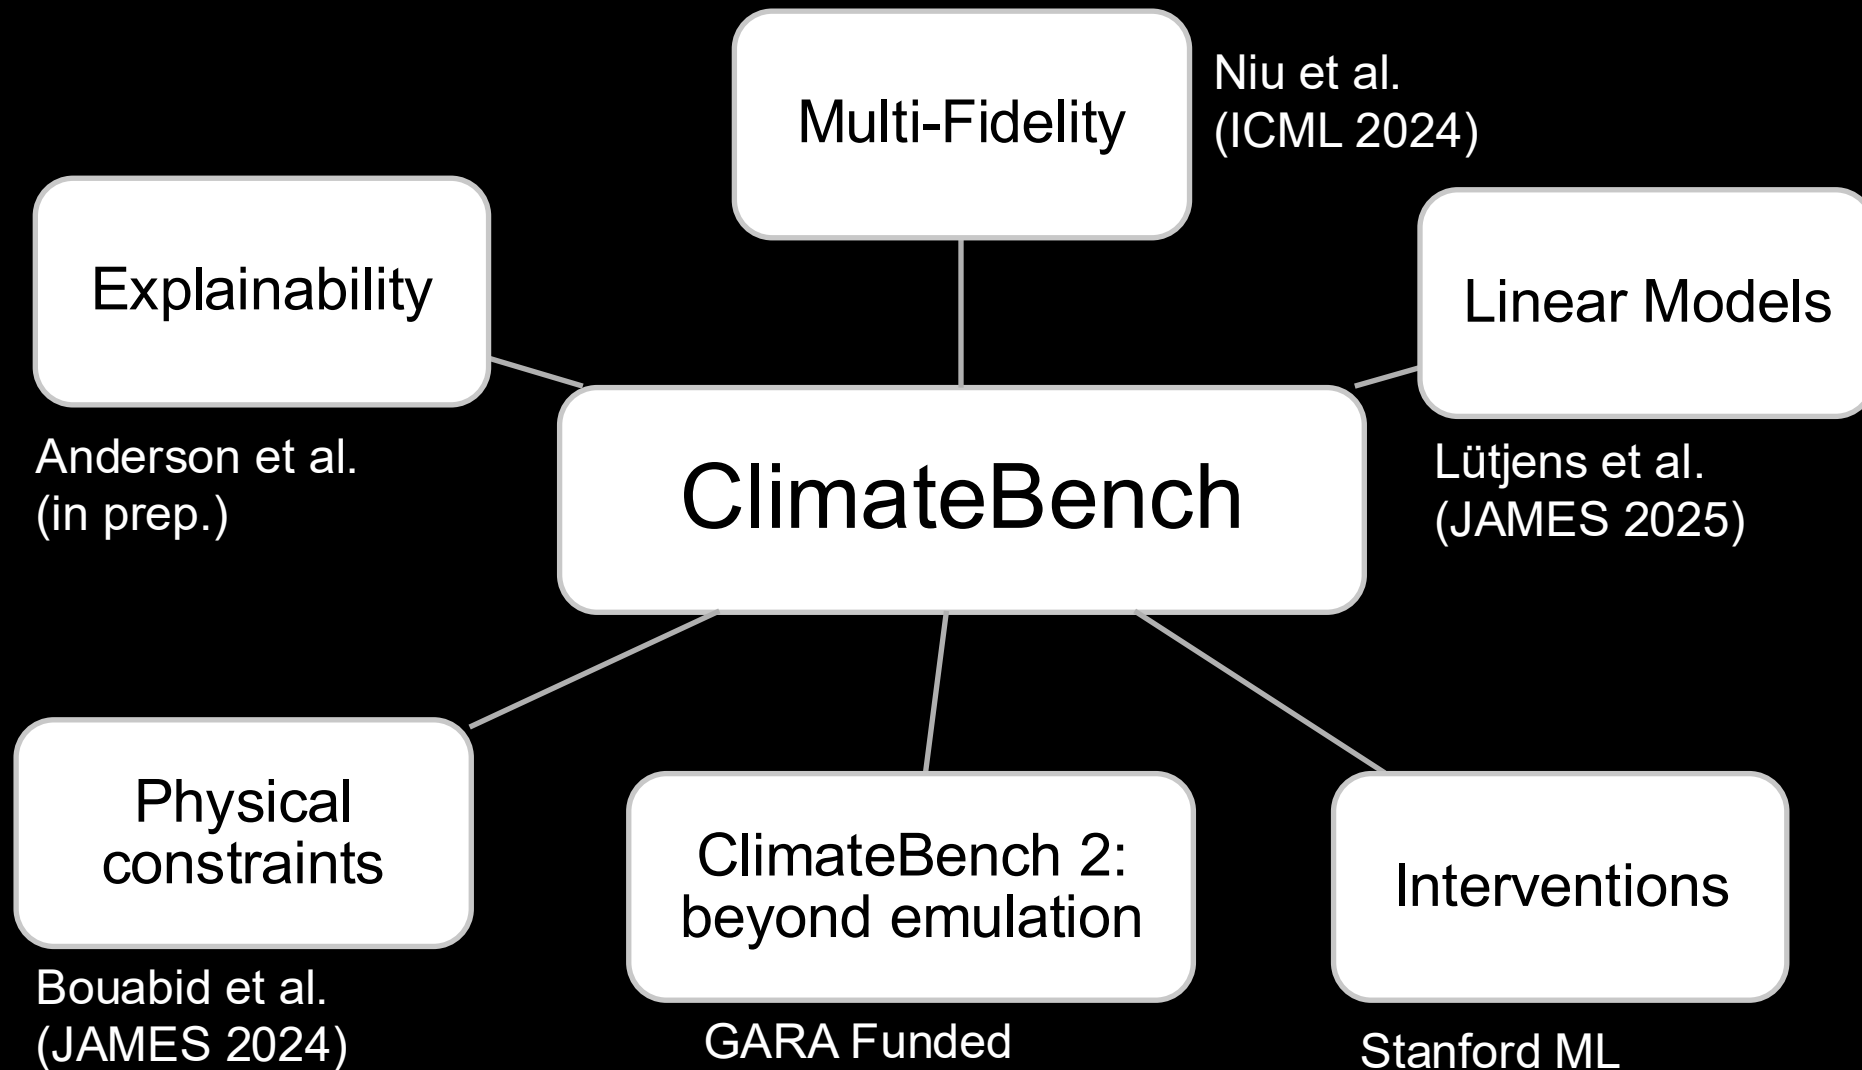 Multi-Fidelity
Niu et al.
(ICML 2024)
Explainability
Anderson et al.
(in prep.)
Linear Models
Lütjens et al.
(JAMES 2025)
ClimateBench
Physical
constraints
Bouabid et al.
(JAMES 2024)
ClimateBench 2:
beyond emulation
GARA Funded
Interventions
Stanford ML